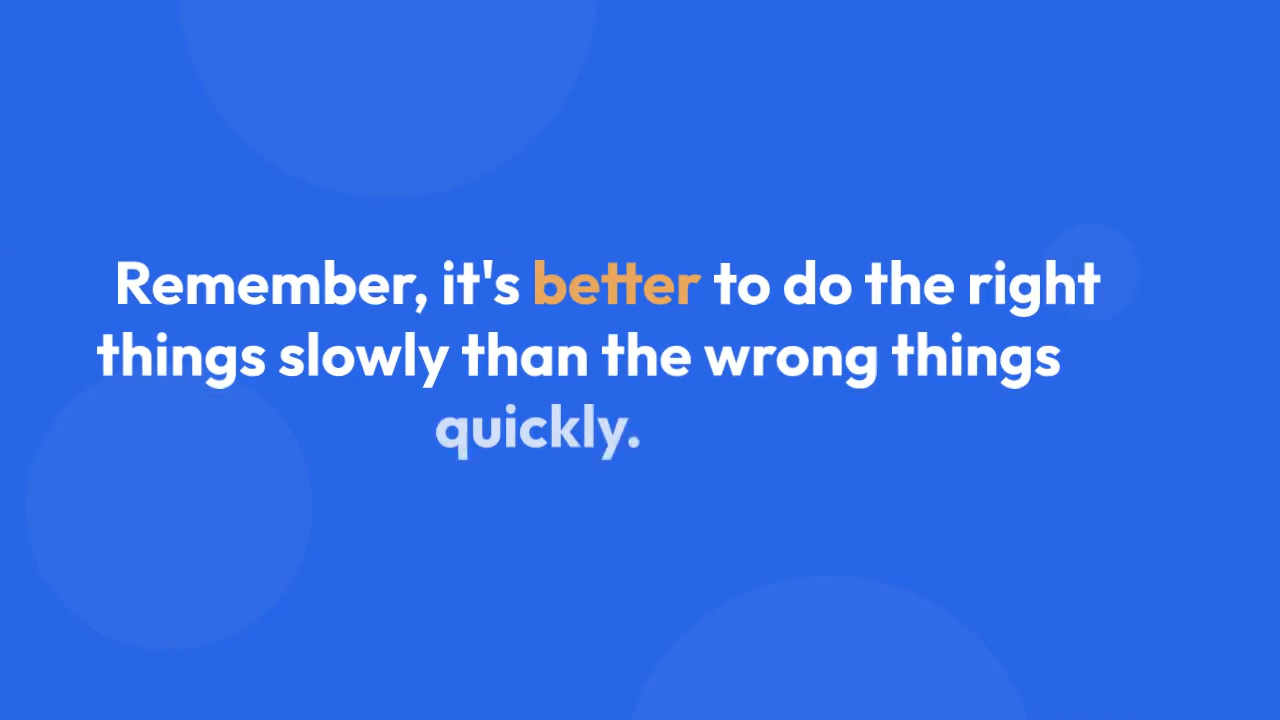 Remember, it's better to do the right
things slowly than the wrong things
quickly.